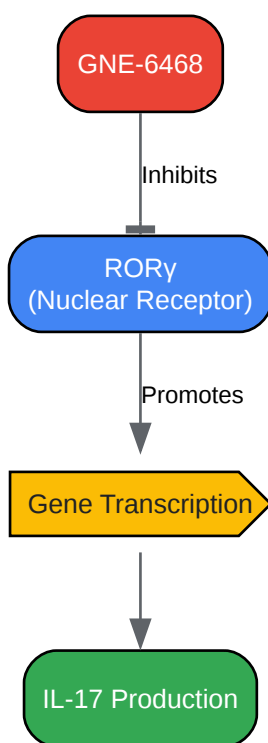 GNE-6468
Inhibits
RORγ
(Nuclear Receptor)
Promotes
Gene Transcription
IL-17 Production